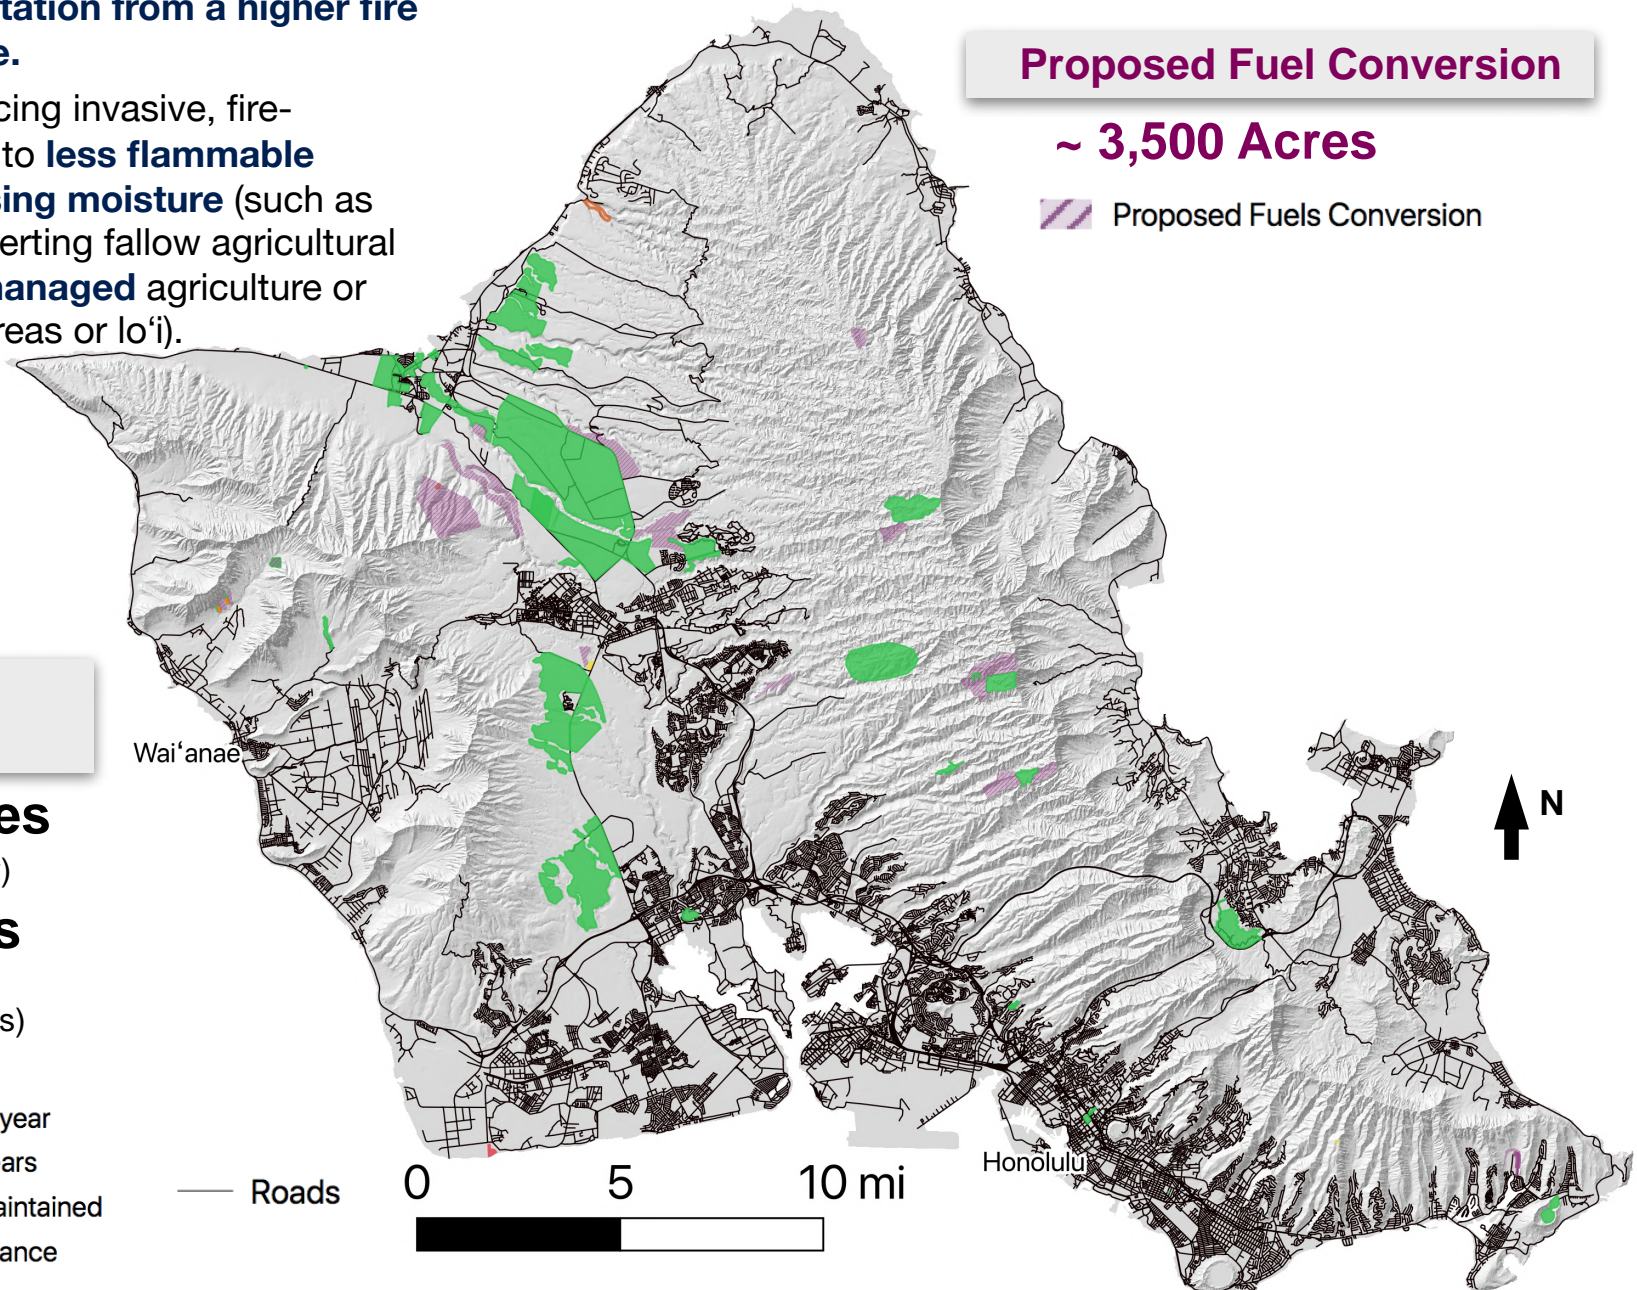 tation from a higher fire
e.
cing invasive, fire-
to less flammable
sing moisture (such as
erting fallow agricultural
managed agriculture or
reas or lo‘i).
Proposed Fuel Conversion
~ 3,500 Acres
Proposed Fuels Conversion
Wai‘anae
N
es
)
s
s)
year
ars
aintained
ance
Roads
0 5 10 mi
Honolulu